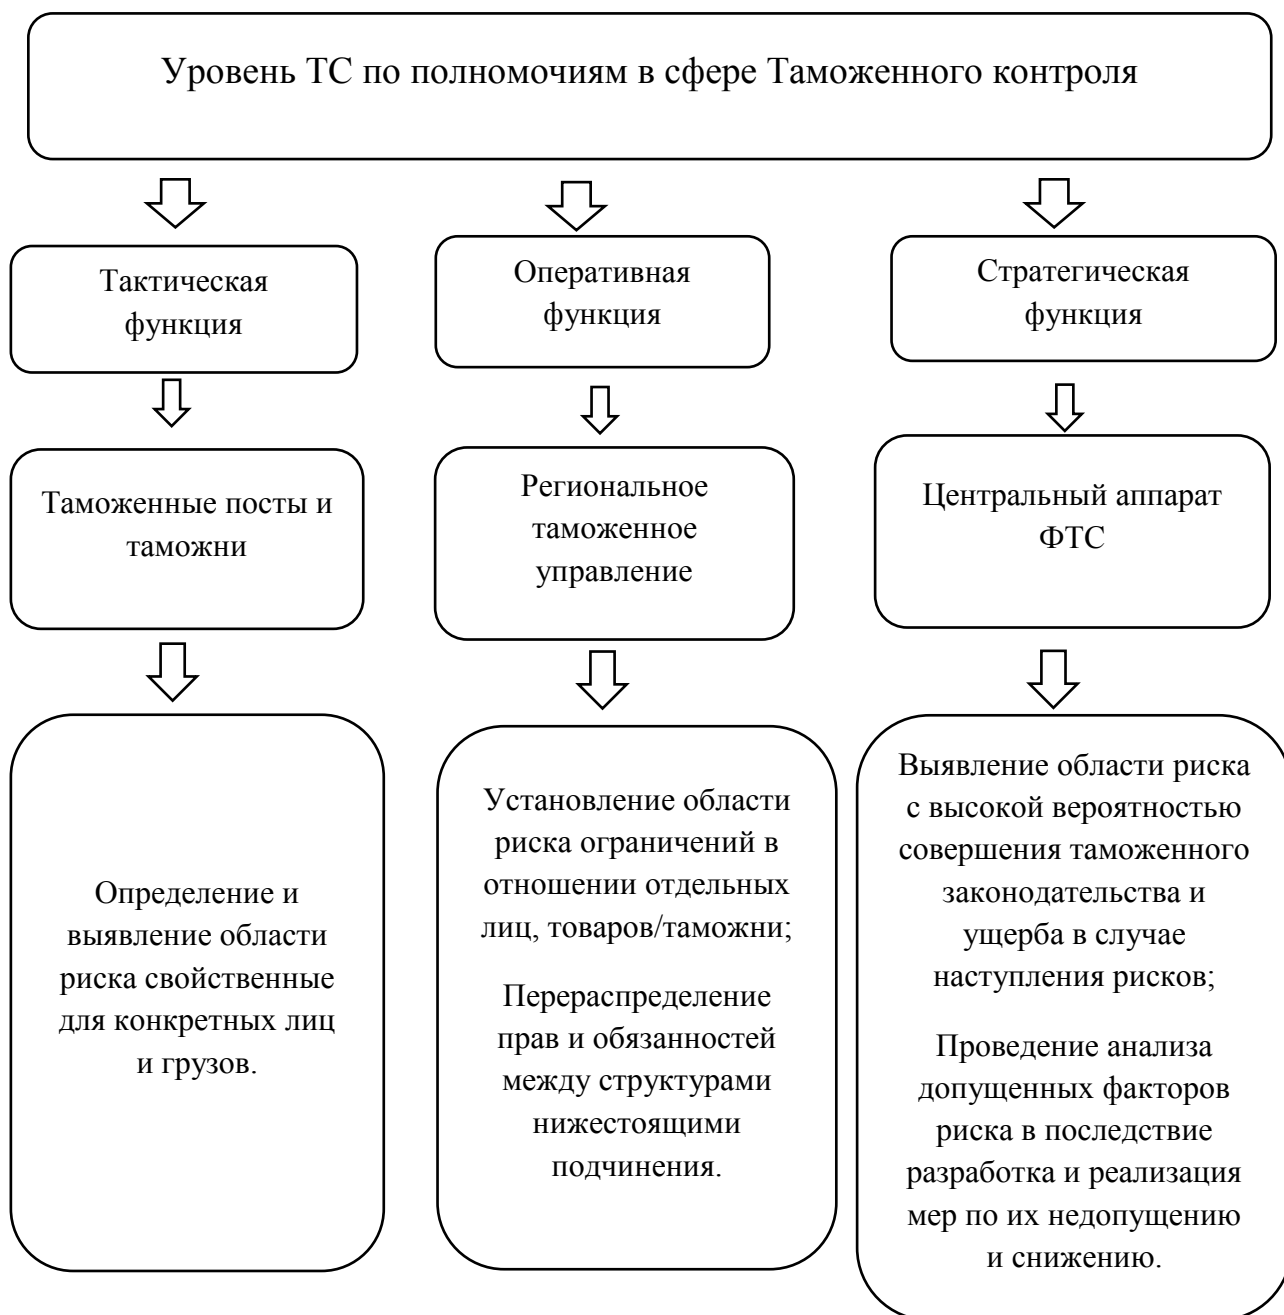 Уровень ТС по полномочиям в сфере Таможенного контроля
Тактическая
функция
Оперативная
функция
Стратегическая
функция
Таможенные посты и
таможни
Региональное
таможенное
управление
Центральный аппарат
ФТС
Определение и
выявление области
риска свойственные
для конкретных лиц
и грузов.
Установление области
риска ограничений в
отношении отдельных
лиц, товаров/таможни;
Перераспределение
прав и обязанностей
между структурами
нижестоящими
подчинения.
Выявление области риска
с высокой вероятностью
совершения таможенного
законодательства и
ущерба в случае
наступления рисков;
Проведение анализа
допущенных факторов
риска в последствие
разработка и реализация
мер по их недопущению
и снижению.